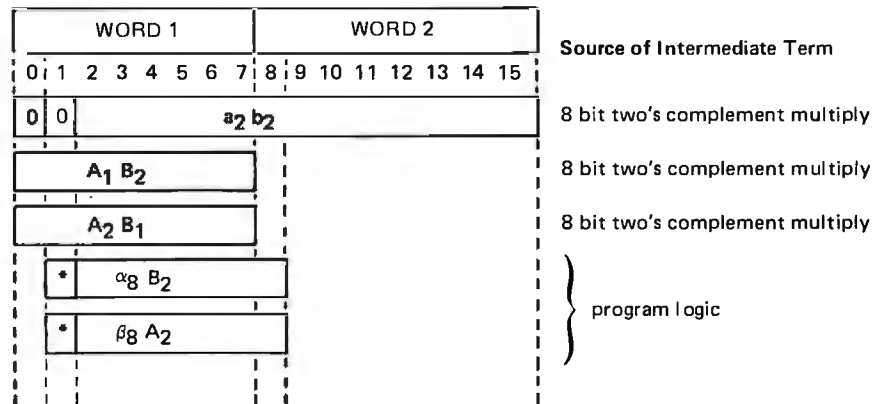 WORD 1 WORD 2
Source of Intermediate Term
0 1 2 3 4 5 6 7 8 9 10 11 12 13 14 15
0 0 a₂ b₂ 8 bit two's complement multiply
A₁ B₂ 8 bit two's complement multiply
A₂ B₁ 8 bit two's complement multiply
* α₈ B₂
program logic
* β₈ A₂